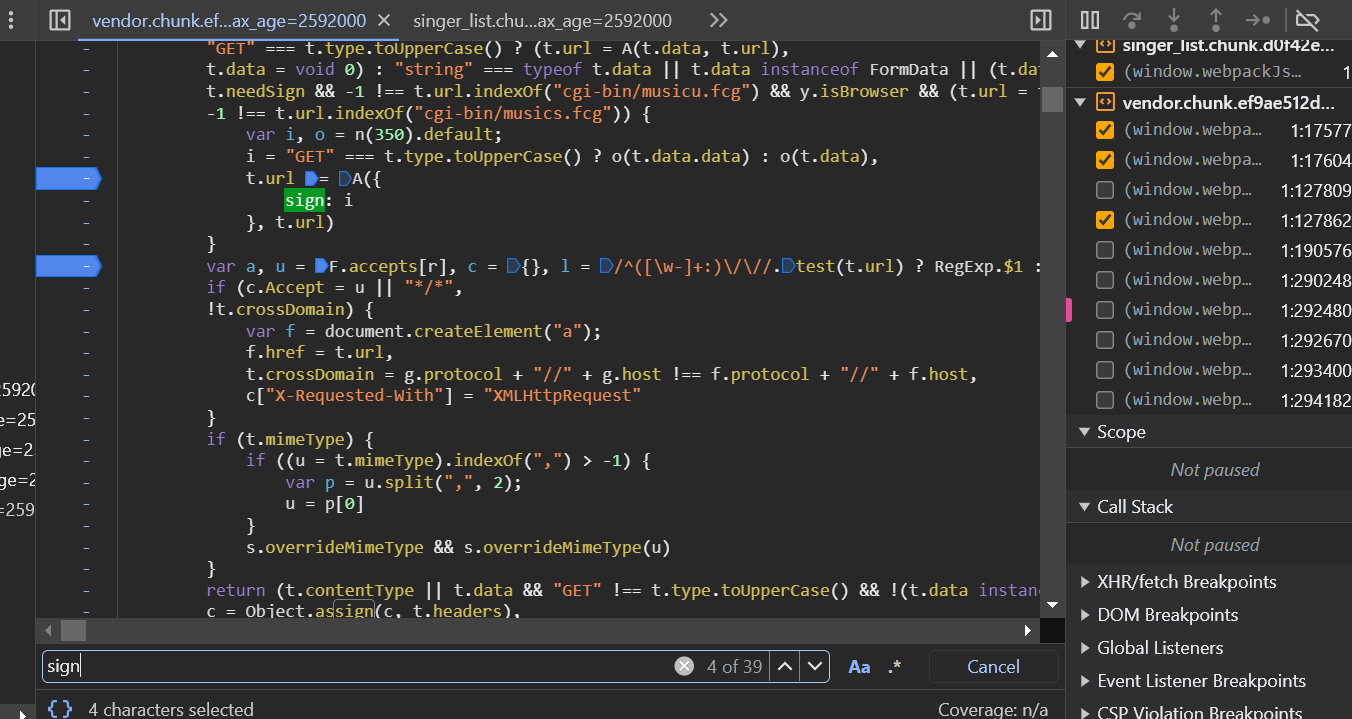 vendor.chunk.ef...ax_age=2592000 × singer_list.chu...ax_age=2592000 >>
"GET" === t.type.toUpperCase() ? (t.url = A(t.data, t.url),
t.data = void 0) : "string" === typeof t.data || t.data instanceof FormData || (t.da
t.needSign && -1 !== t.url.indexOf("cgi-bin/musicu.fcg") && y.isBrowser && (t.url =
-1 !== t.url.indexOf("cgi-bin/musics.fcg")) {
var i, o = n(350).default;
i = "GET" === t.type.toUpperCase() ? o(t.data.data) : o(t.data),
t.url = A({
sign: i
}, t.url)
}
var a, u = F.accepts[r], c = {}, l = /^([\w-]+:)\/\//.test(t.url) ? RegExp.$1 :
if (c.Accept = u || "*/*",
!t.crossDomain) {
var f = document.createElement("a");
f.href = t.url,
t.crossDomain = g.protocol + "//" + g.host !== f.protocol + "//" + f.host,
c["X-Requested-With"] = "XMLHttpRequest"
}
if (t.mimeType) {
if ((u = t.mimeType).indexOf(",") > -1) {
var p = u.split(",", 2);
u = p[0]
}
s.overrideMimeType && s.overrideMimeType(u)
}
return (t.contentType || t.data && "GET" !== t.type.toUpperCase() && !(t.data instanc
c = Object.assign(c, t.headers),
2592
e=25
ge=2
ge=2
=259
sign 4 of 39 Aa .* Cancel
{} 4 characters selected Coverage: n/a
singer_list.chunk.d0f42e...
(window.webpackJs... 1
vendor.chunk.ef9ae512d...
(window.webpa... 1:17577
(window.webpa... 1:17604
(window.webp... 1:127809
(window.webp... 1:127862
(window.webp... 1:190576
(window.webp... 1:290248
(window.webp... 1:292480
(window.webp... 1:292670
(window.webp... 1:293400
(window.webp... 1:294182
Scope
Not paused
Call Stack
Not paused
XHR/fetch Breakpoints
DOM Breakpoints
Global Listeners
Event Listener Breakpoints
CSP Violation Breakpoints